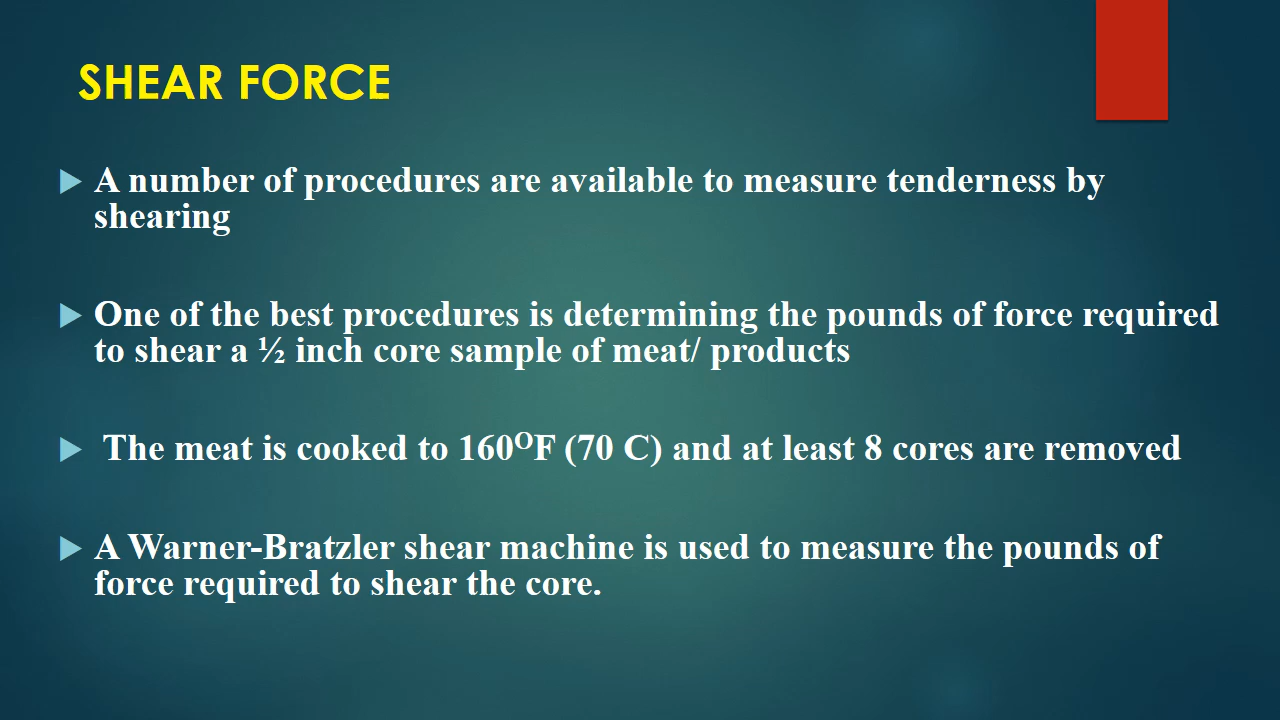 SHEAR FORCE
A number of procedures are available to measure tenderness by
shearing
One of the best procedures is determining the pounds of force required
to shear a ½ inch core sample of meat/ products
The meat is cooked to 160ᴼF (70 C) and at least 8 cores are removed
A Warner-Bratzler shear machine is used to measure the pounds of
force required to shear the core.